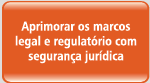 Aprimorar os marcos
legal e regulatório com
segurança jurídica